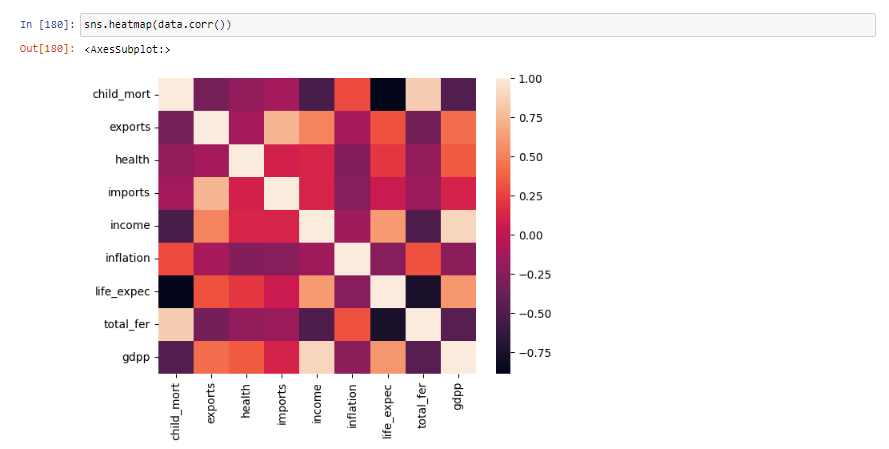 In [180]: sns.heatmap(data.corr())
Out[180]: <AxesSubplot:>
child_mort
exports
health
imports
income
inflation
life_expec
total_fer
gdpp
1.00
0.75
0.50
0.25
0.00
−0.25
−0.50
−0.75
child_mort
exports
health
imports
income
inflation
life_expec
total_fer
gdpp